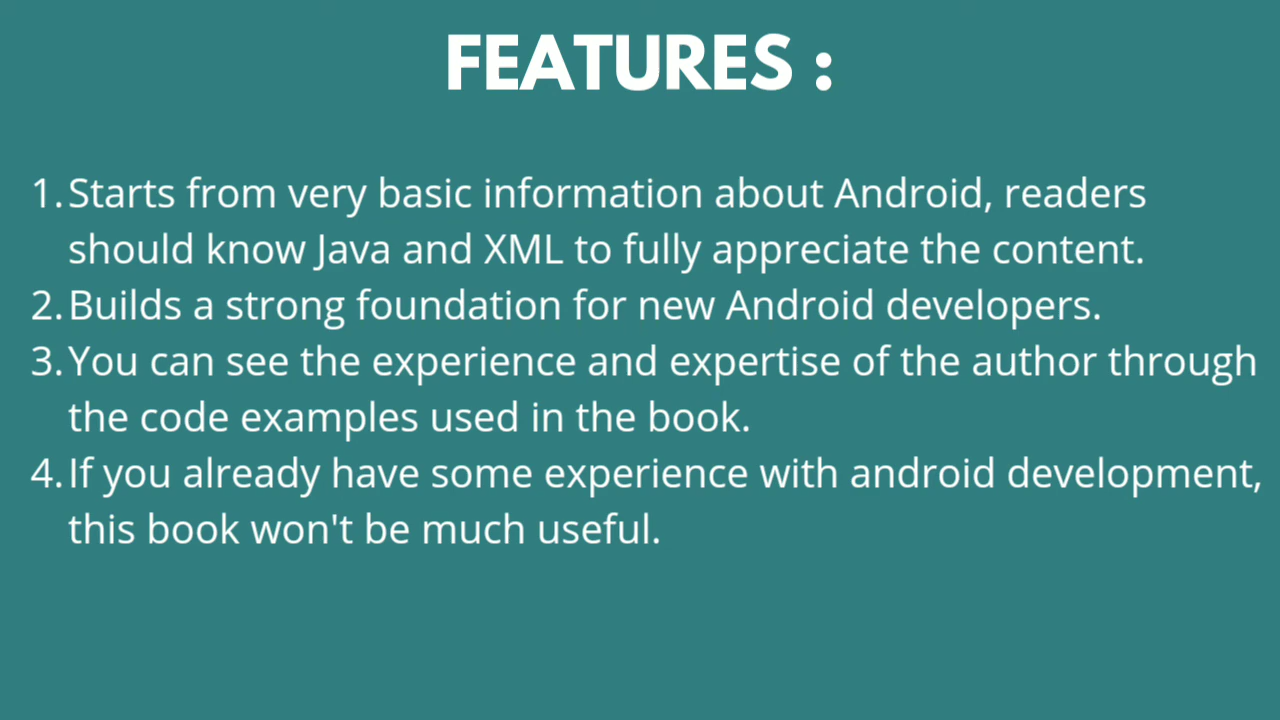 FEATURES :
1. Starts from very basic information about Android, readers
should know Java and XML to fully appreciate the content.
2. Builds a strong foundation for new Android developers.
3. You can see the experience and expertise of the author through
the code examples used in the book.
4. If you already have some experience with android development,
this book won't be much useful.